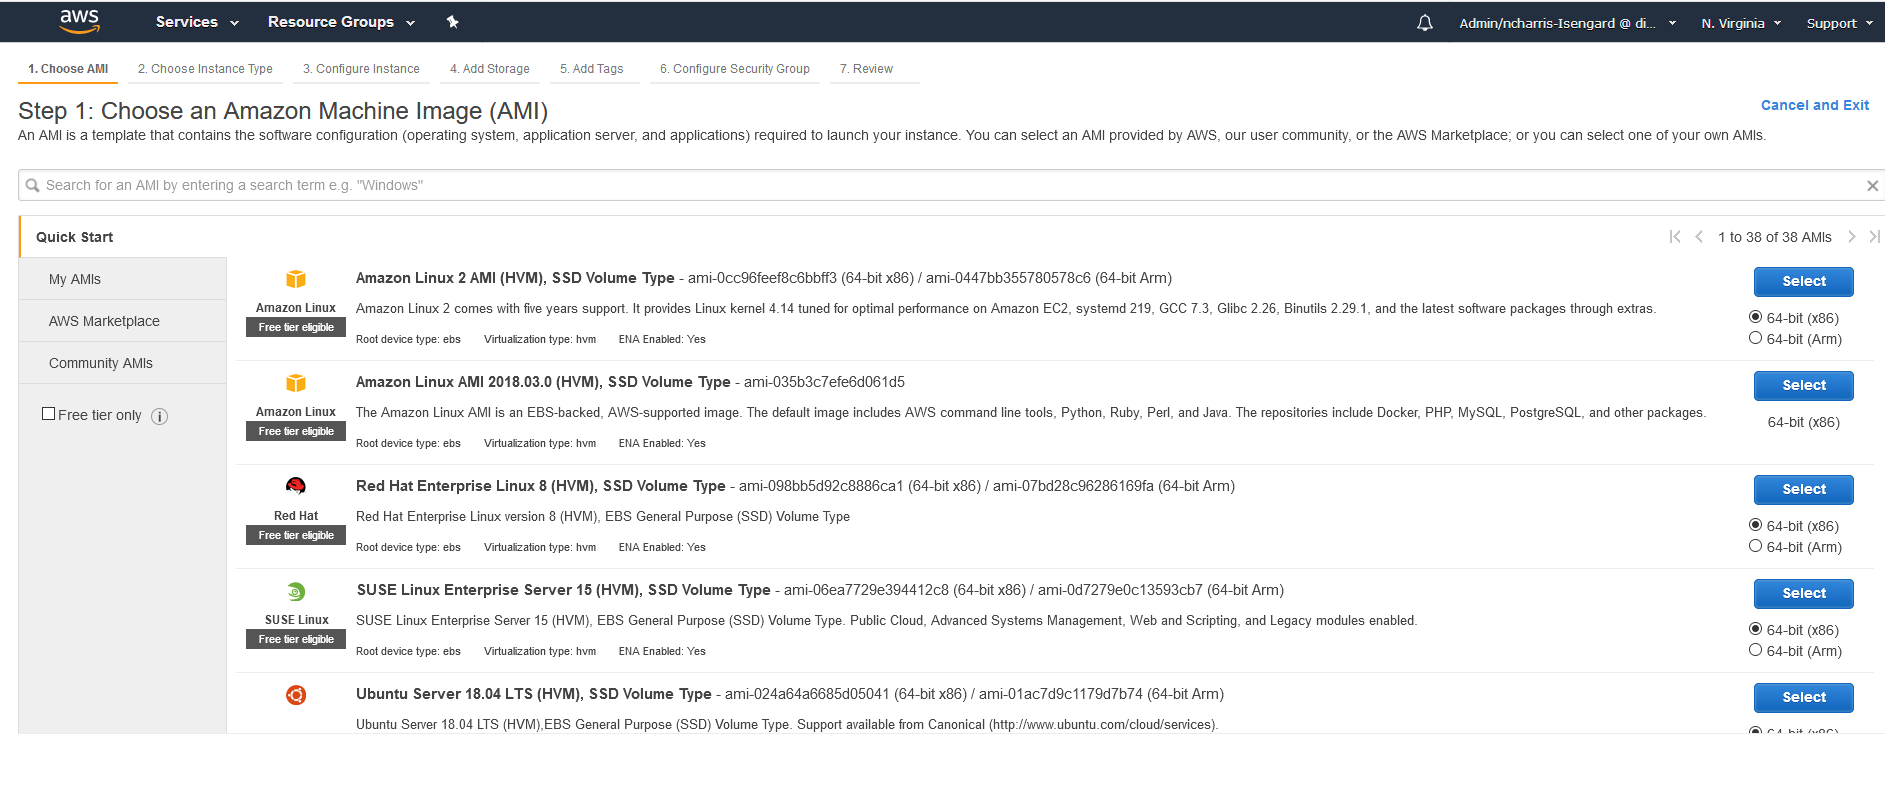 aws Services Resource Groups Admin/ncharris-Isengard @ di... N. Virginia Support
1. Choose AMI 2. Choose Instance Type 3. Configure Instance 4. Add Storage 5. Add Tags 6. Configure Security Group 7. Review
Step 1: Choose an Amazon Machine Image (AMI)
Cancel and Exit
An AMI is a template that contains the software configuration (operating system, application server, and applications) required to launch your instance. You can select an AMI provided by AWS, our user community, or the AWS Marketplace; or you can select one of your own AMIs.
Search for an AMI by entering a search term e.g. "Windows"
Quick Start
1 to 38 of 38 AMIs
My AMIs
AWS Marketplace
Community AMIs
Free tier only
Amazon Linux
Free tier eligible
Amazon Linux 2 AMI (HVM), SSD Volume Type - ami-0cc96feef8c6bbff3 (64-bit x86) / ami-0447bb355780578c6 (64-bit Arm)
Amazon Linux 2 comes with five years support. It provides Linux kernel 4.14 tuned for optimal performance on Amazon EC2, systemd 219, GCC 7.3, Glibc 2.26, Binutils 2.29.1, and the latest software packages through extras.
Root device type: ebs Virtualization type: hvm ENA Enabled: Yes
Select
64-bit (x86)
64-bit (Arm)
Amazon Linux
Free tier eligible
Amazon Linux AMI 2018.03.0 (HVM), SSD Volume Type - ami-035b3c7efe6d061d5
The Amazon Linux AMI is an EBS-backed, AWS-supported image. The default image includes AWS command line tools, Python, Ruby, Perl, and Java. The repositories include Docker, PHP, MySQL, PostgreSQL, and other packages.
Root device type: ebs Virtualization type: hvm ENA Enabled: Yes
Select
64-bit (x86)
Red Hat
Free tier eligible
Red Hat Enterprise Linux 8 (HVM), SSD Volume Type - ami-098bb5d92c8886ca1 (64-bit x86) / ami-07bd28c96286169fa (64-bit Arm)
Red Hat Enterprise Linux version 8 (HVM), EBS General Purpose (SSD) Volume Type
Root device type: ebs Virtualization type: hvm ENA Enabled: Yes
Select
64-bit (x86)
64-bit (Arm)
SUSE Linux
Free tier eligible
SUSE Linux Enterprise Server 15 (HVM), SSD Volume Type - ami-06ea7729e394412c8 (64-bit x86) / ami-0d7279e0c13593cb7 (64-bit Arm)
SUSE Linux Enterprise Server 15 (HVM), EBS General Purpose (SSD) Volume Type. Public Cloud, Advanced Systems Management, Web and Scripting, and Legacy modules enabled.
Root device type: ebs Virtualization type: hvm ENA Enabled: Yes
Select
64-bit (x86)
64-bit (Arm)
Ubuntu Server 18.04 LTS (HVM), SSD Volume Type - ami-024a64a6685d05041 (64-bit x86) / ami-01ac7d9c1179d7b74 (64-bit Arm)
Ubuntu Server 18.04 LTS (HVM),EBS General Purpose (SSD) Volume Type. Support available from Canonical (http://www.ubuntu.com/cloud/services).
Select
64-bit (x86)